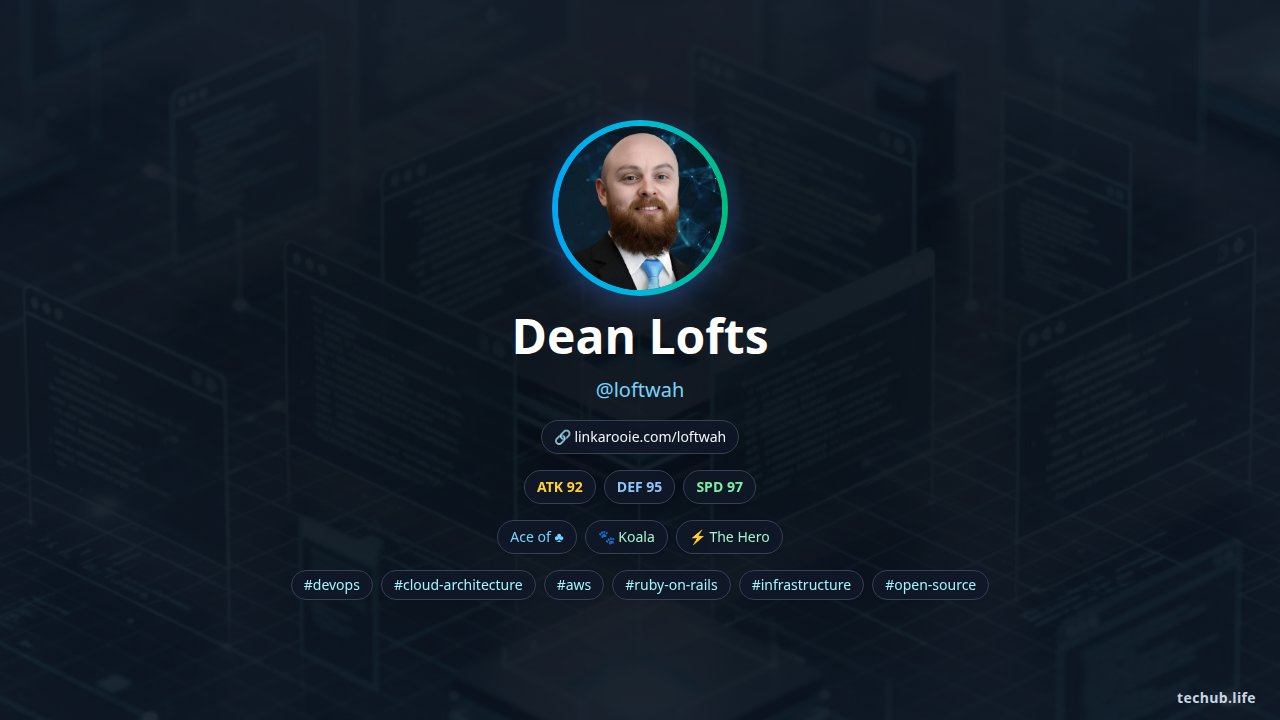 Dean Lofts
@loftwah
🔗 linkarooie.com/loftwah
ATK 92 DEF 95 SPD 97
Ace of ♣ 🐾 Koala ⚡ The Hero
#devops #cloud-architecture #aws #ruby-on-rails #infrastructure #open-source
techub.life